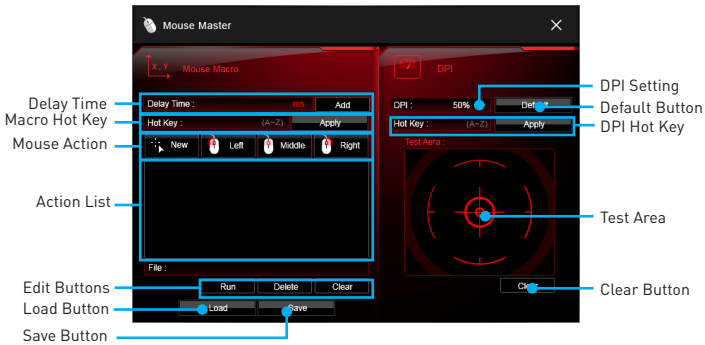 Mouse Master
X.Y
Mouse Macro
DPI
Delay Time :
ms
Add
Hot Key :
(A~Z)
Apply
New
Left
Middle
Right
File :
Run
Delete
Clear
Load
Save
DPI :
50%
Default
Hot Key :
(A~Z)
Apply
Test Aera :
Clear
Delay Time
Macro Hot Key
Mouse Action
Action List
Edit Buttons
Load Button
Save Button
DPI Setting
Default Button
DPI Hot Key
Test Area
Clear Button